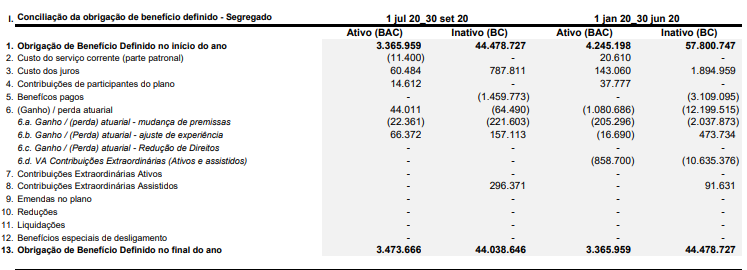 I. Conciliação da obrigação de benefício definido - Segregado 1 jul 20_30 set 20 1 jan 20_30 jun 20
Ativo (BAC) Inativo (BC) Ativo (BAC) Inativo (BC)
1. Obrigação de Benefício Definido no início do ano 3.365.959 44.478.727 4.245.198 57.800.747
2. Custo do serviço corrente (parte patronal) (11.400) - 20.610 -
3. Custo dos juros 60.484 787.811 143.060 1.894.959
4. Contribuições de participantes do plano 14.612 - 37.777 -
5. Benefícios pagos - (1.459.773) - (3.109.095)
6. (Ganho) / perda atuarial 44.011 (64.490) (1.080.686) (12.199.515)
6.a. Ganho / (perda) atuarial - mudança de premissas (22.361) (221.603) (205.296) (2.037.873)
6.b. Ganho / (Perda) atuarial - ajuste de experiência 66.372 157.113 (16.690) 473.734
6.c. Ganho / (Perda) atuarial - Redução de Direitos - - - -
6.d. VA Contribuições Extraordinárias (Ativos e assistidos) - - (858.700) (10.635.376)
7. Contribuições Extraordinárias Ativos - - - -
8. Contribuições Extraordinárias Assistidos - 296.371 - 91.631
9. Emendas no plano - - - -
10. Reduções - - - -
11. Liquidações - - - -
12. Benefícios especiais de desligamento - - - -
13. Obrigação de Benefício Definido no final do ano 3.473.666 44.038.646 3.365.959 44.478.727